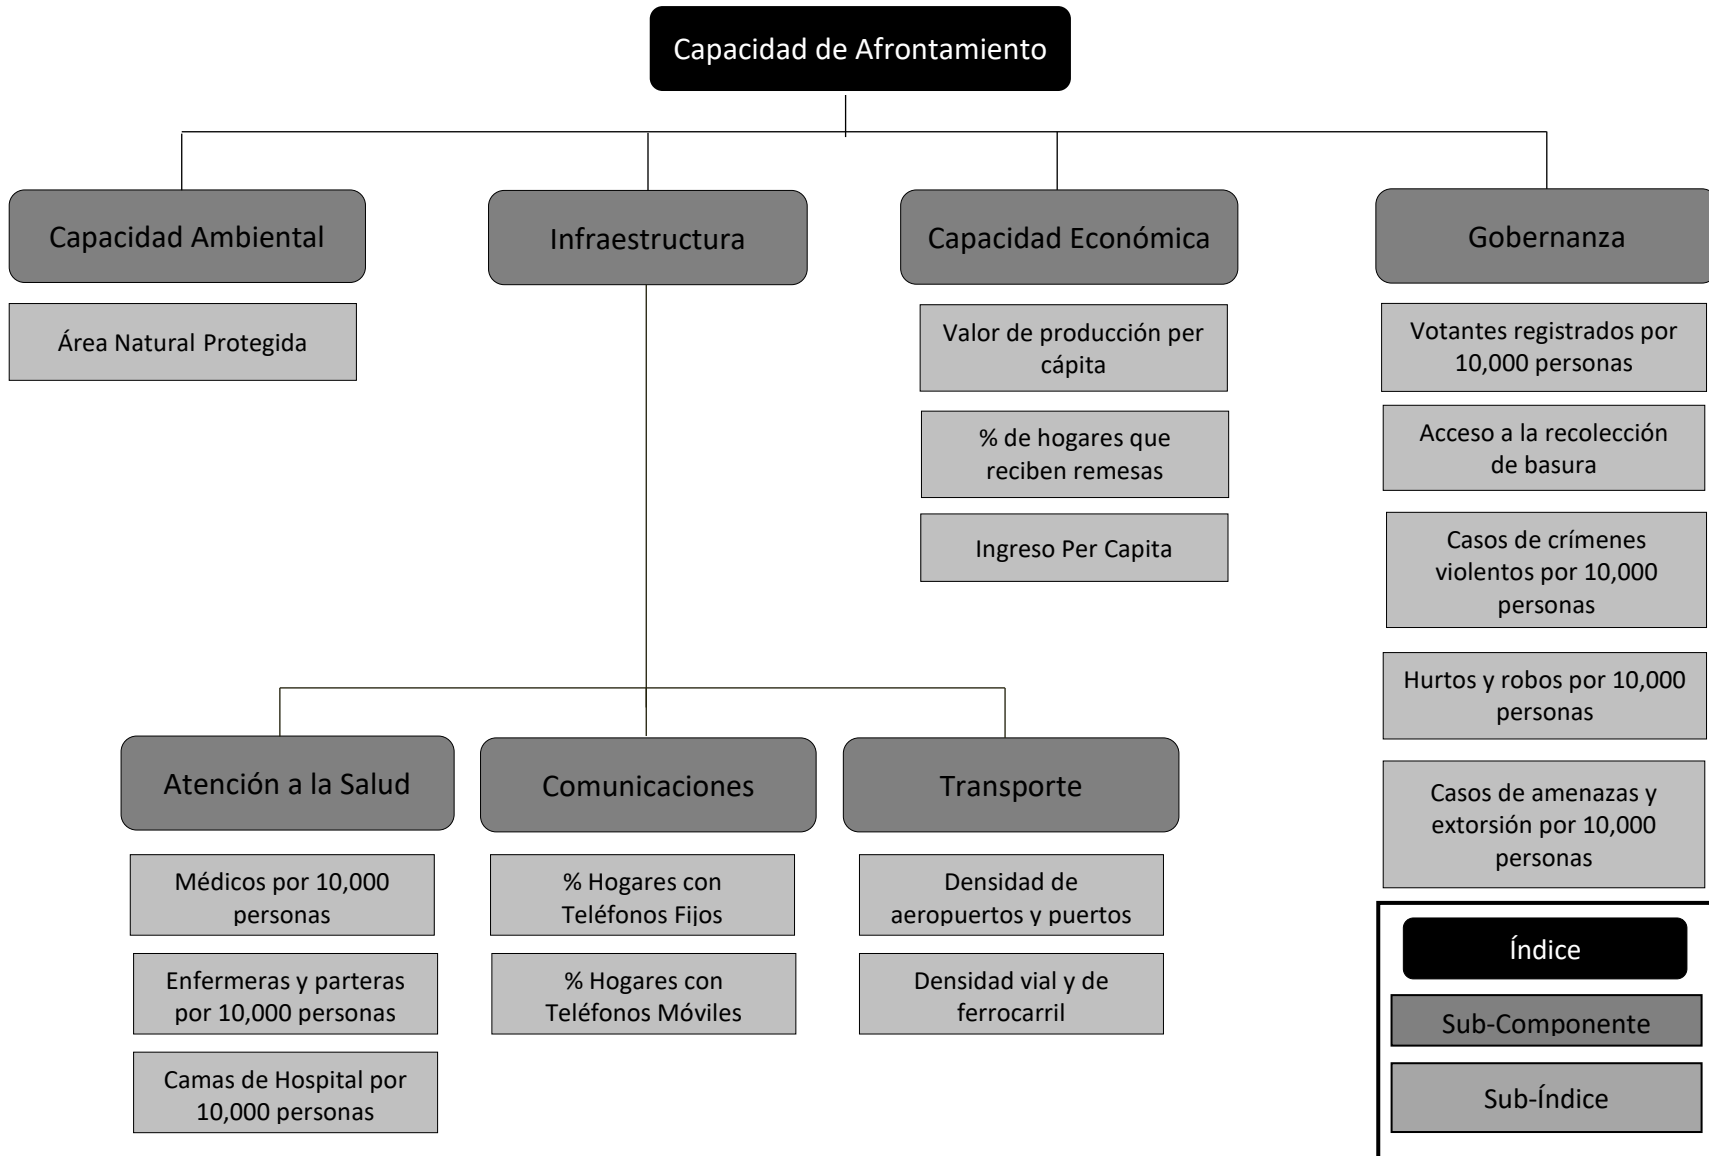 Capacidad de Afrontamiento
Capacidad Ambiental
Infraestructura
Capacidad Económica
Gobernanza
Área Natural Protegida
Valor de producción per
cápita
% de hogares que
reciben remesas
Ingreso Per Capita
Votantes registrados por
10,000 personas
Acceso a la recolección
de basura
Casos de crímenes
violentos por 10,000
personas
Hurtos y robos por 10,000
personas
Casos de amenazas y
extorsión por 10,000
personas
Atención a la Salud
Comunicaciones
Transporte
Médicos por 10,000
personas
Enfermeras y parteras
por 10,000 personas
Camas de Hospital por
10,000 personas
% Hogares con
Teléfonos Fijos
% Hogares con
Teléfonos Móviles
Densidad de
aeropuertos y puertos
Densidad vial y de
ferrocarril
Índice
Sub-Componente
Sub-Índice